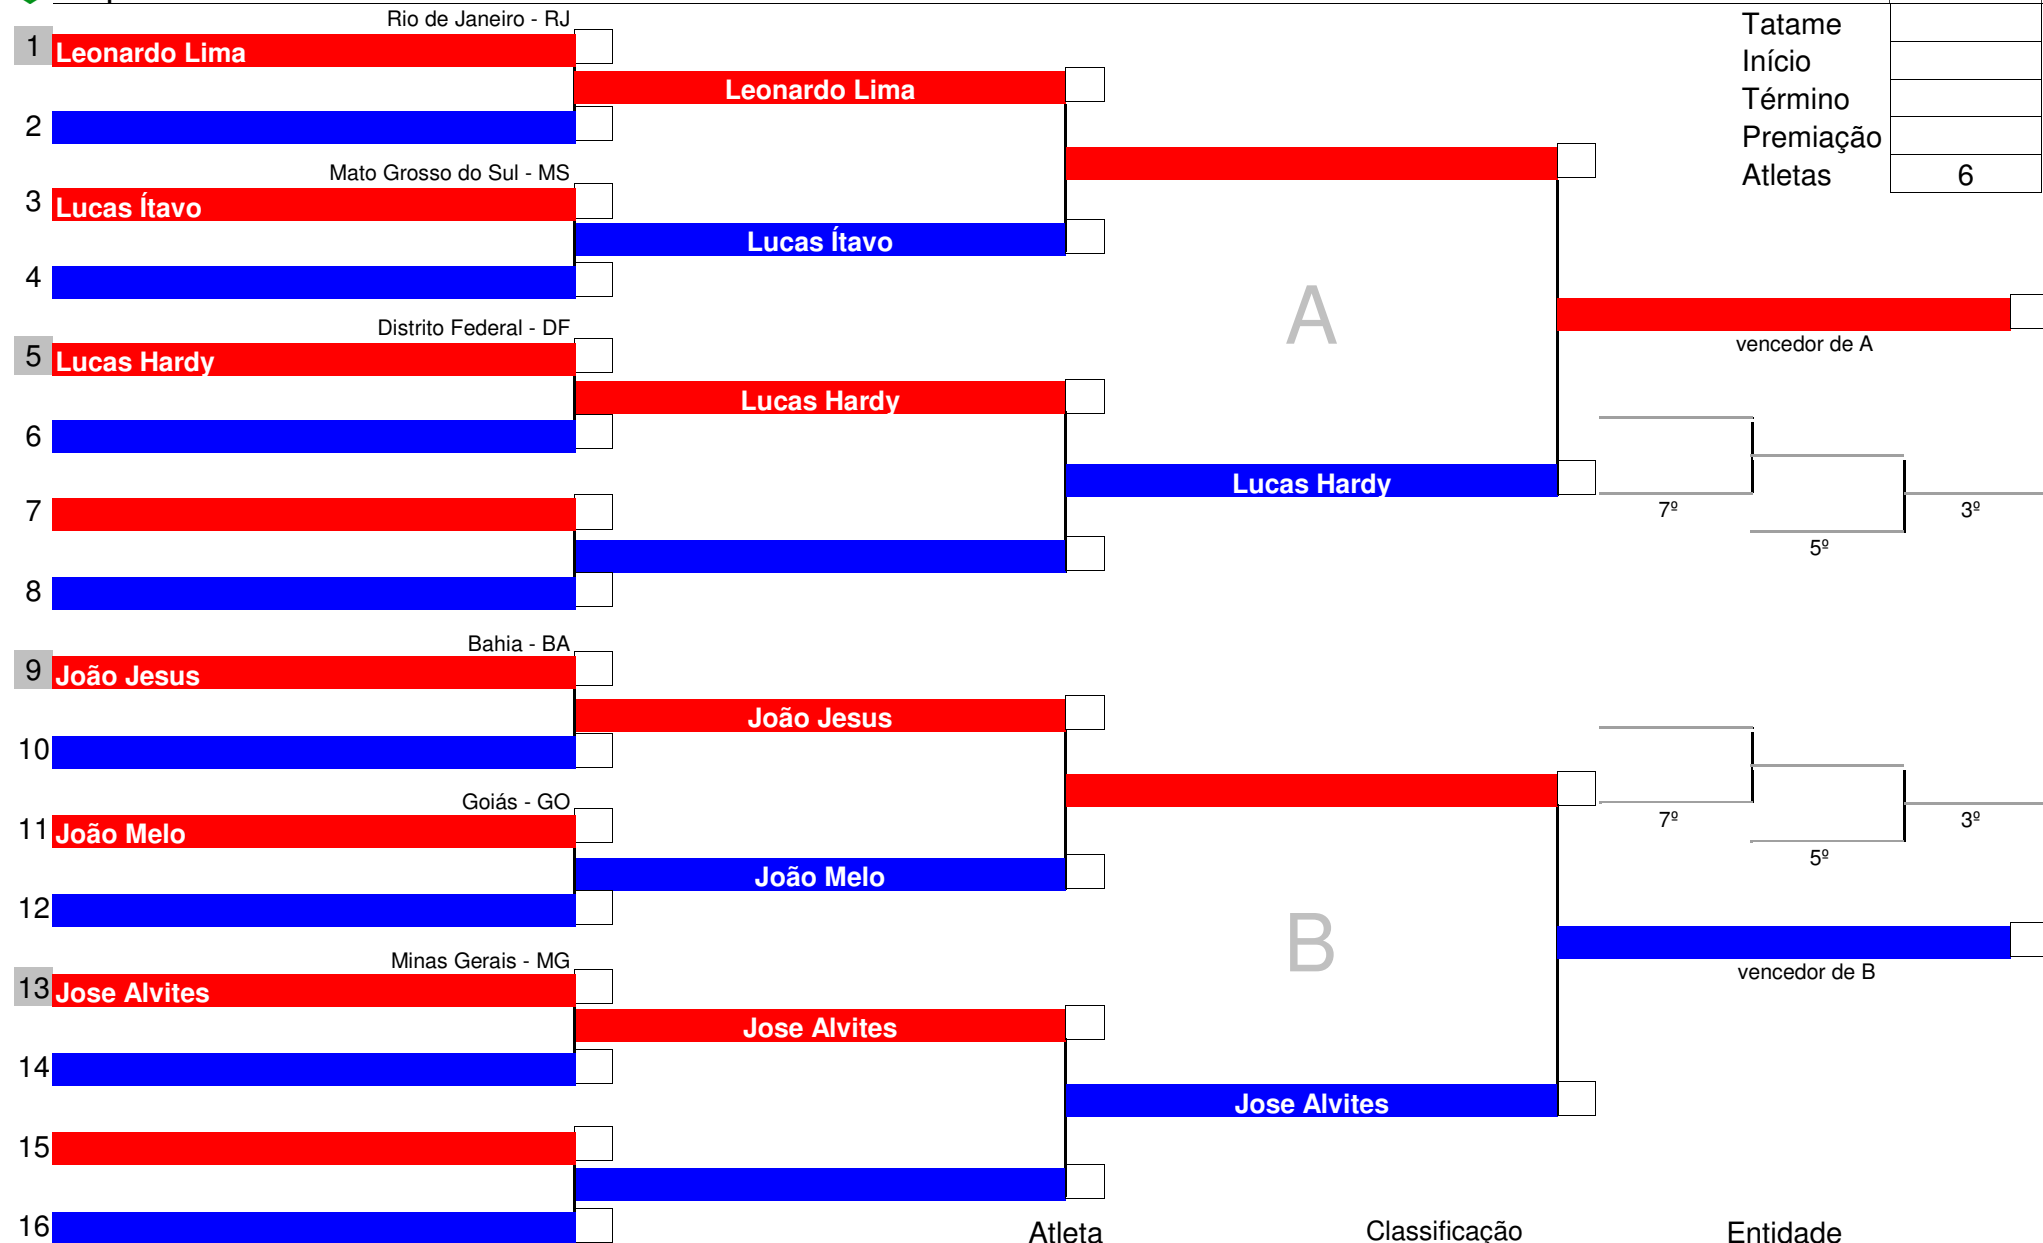 Rio de Janeiro - RJ
Tatame
1 Leonardo Lima
Início
Leonardo Lima
Término
2
Premiação
Mato Grosso do Sul - MS
Atletas 6
3 Lucas Ítavo
Lucas Ítavo
4
A
Distrito Federal - DF
vencedor de A
5 Lucas Hardy
Lucas Hardy
6
Lucas Hardy
7
7º 3º
5º
8
Bahia - BA
9 João Jesus
João Jesus
10
Goiás - GO
7º 3º
11 João Melo
5º
João Melo
12
B
Minas Gerais - MG
vencedor de B
13 Jose Alvites
Jose Alvites
14
Jose Alvites
15
16
Atleta Classificação Entidade